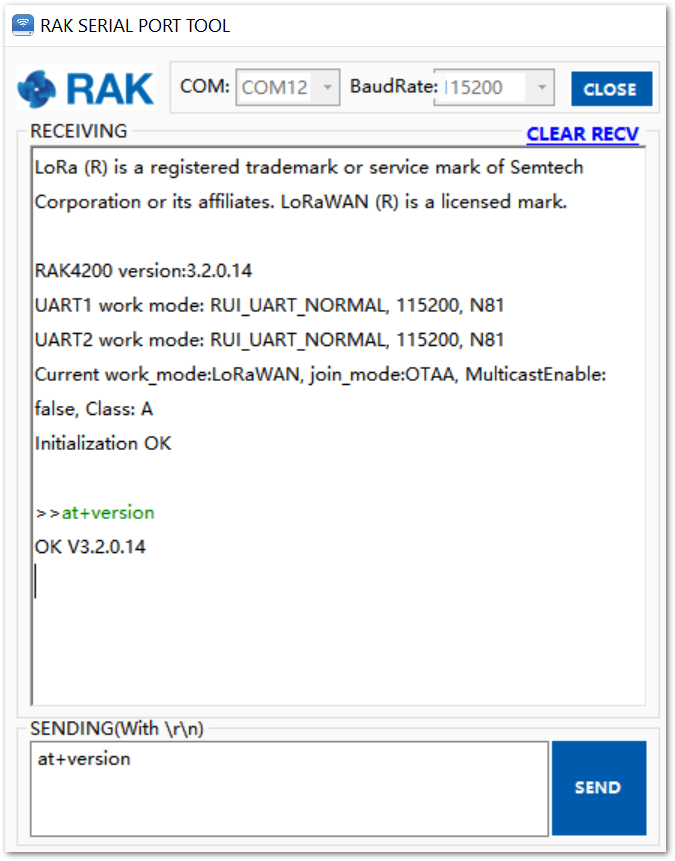 RAK SERIAL PORT TOOL
RAK COM: COM12 BaudRate: 115200 CLOSE
RECEIVING CLEAR RECV
LoRa (R) is a registered trademark or service mark of Semtech
Corporation or its affiliates. LoRaWAN (R) is a licensed mark.
RAK4200 version:3.2.0.14
UART1 work mode: RUI_UART_NORMAL, 115200, N81
UART2 work mode: RUI_UART_NORMAL, 115200, N81
Current work_mode:LoRaWAN, join_mode:OTAA, MulticastEnable:
false, Class: A
Initialization OK
>>at+version
OK V3.2.0.14
SENDING(With \r\n)
at+version
SEND